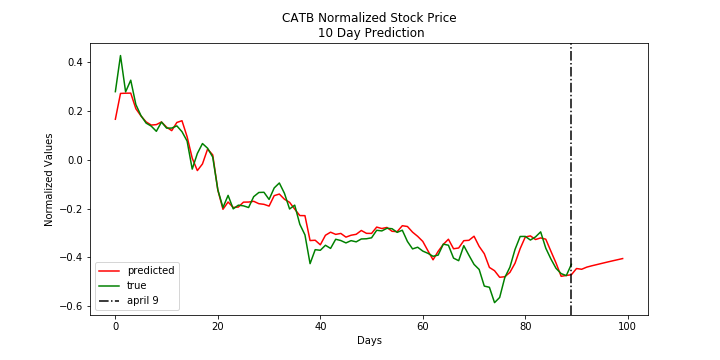 CATB Normalized Stock Price
10 Day Prediction
Normalized Values
0.4
0.2
0.0
−0.2
−0.4
−0.6
predicted
true
april 9
0
20
40
60
80
100
Days